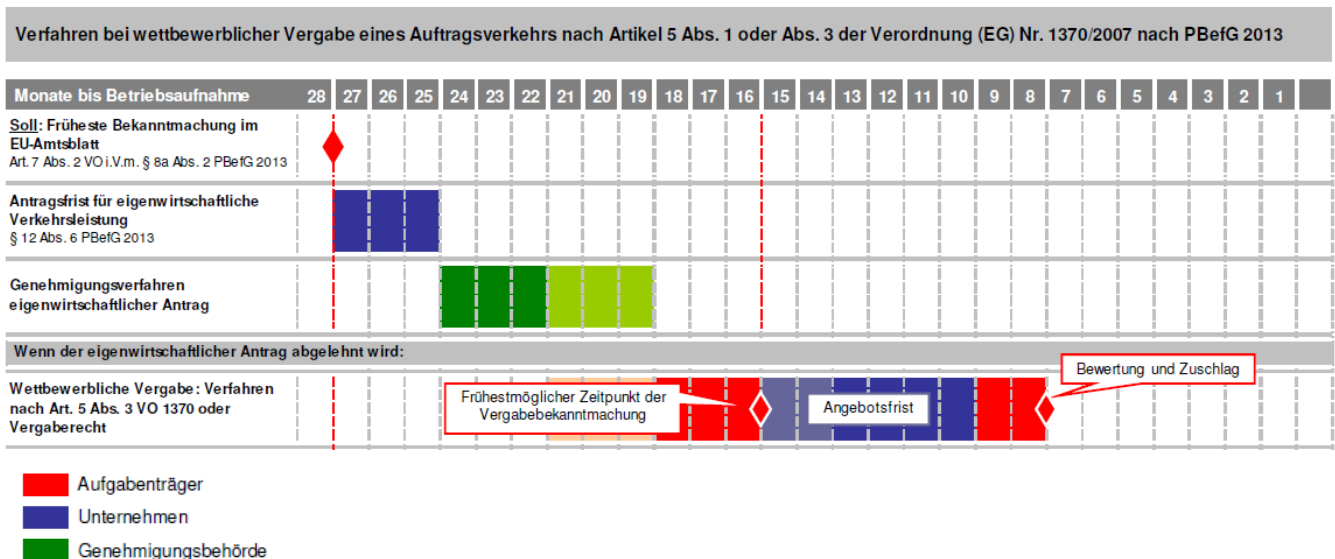 Verfahren bei wettbewerblicher Vergabe eines Auftragsverkehrs nach Artikel 5 Abs. 1 oder Abs. 3 der Verordnung (EG) Nr. 1370/2007 nach PBefG 2013
Monate bis Betriebsaufnahme 28 27 26 25 24 23 22 21 20 19 18 17 16 15 14 13 12 11 10 9 8 7 6 5 4 3 2 1
Soll: Früheste Bekanntmachung im
EU-Amtsblatt
Art. 7 Abs. 2 VO i.V.m. § 8a Abs. 2 PBefG 2013
Antragsfrist für eigenwirtschaftliche
Verkehrsleistung
§ 12 Abs. 6 PBefG 2013
Genehmigungsverfahren
eigenwirtschaftlicher Antrag
Wenn der eigenwirtschaftlicher Antrag abgelehnt wird:
Wettbewerbliche Vergabe: Verfahren
nach Art. 5 Abs. 3 VO 1370 oder
Vergaberecht
Frühestmöglicher Zeitpunkt der
Vergabebekanntmachung
Angebotsfrist
Bewertung und Zuschlag
Aufgabenträger
Unternehmen
Genehmigungsbehörde